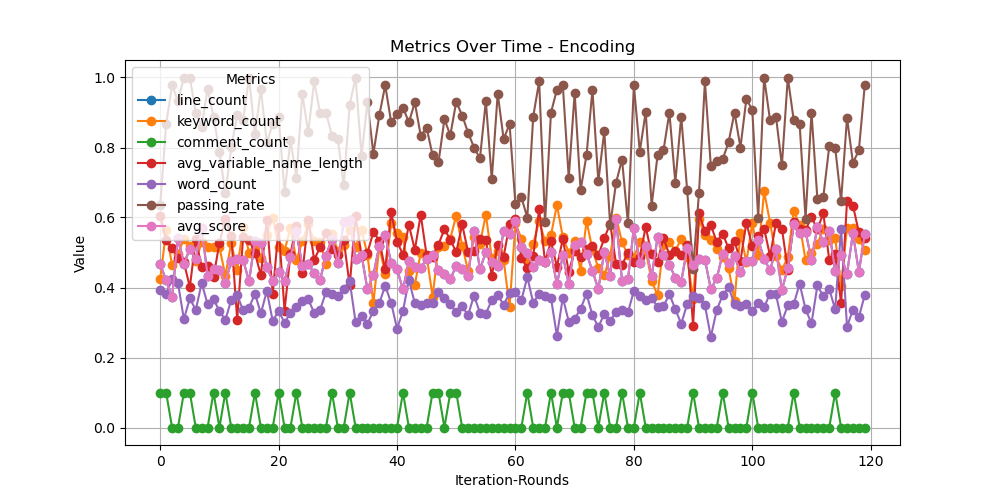 Metrics Over Time - Encoding
Metrics
line_count
keyword_count
comment_count
avg_variable_name_length
word_count
passing_rate
avg_score
Value
1.0
0.8
0.6
0.4
0.2
0.0
0
20
40
60
80
100
120
Iteration-Rounds